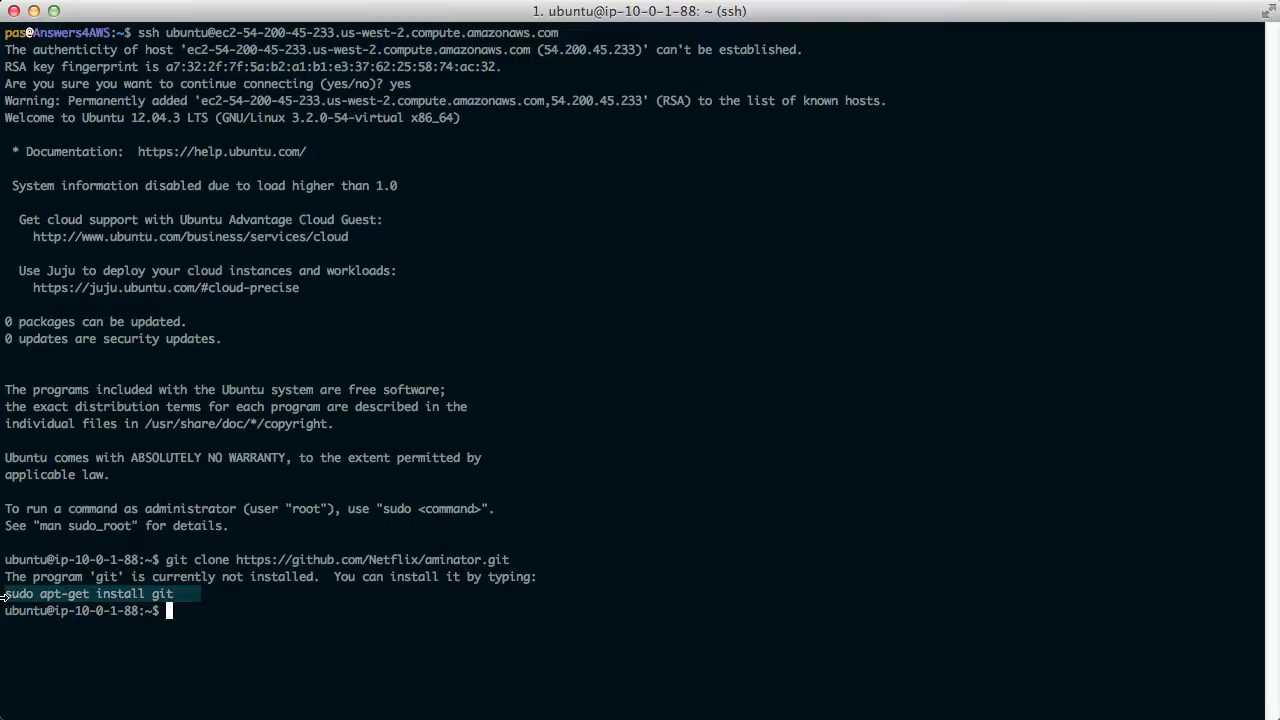 1. ubuntu@ip-10-0-1-88: ~ (ssh)
pas@Answers4AWS:~$ ssh ubuntu@ec2-54-200-45-233.us-west-2.compute.amazonaws.com
The authenticity of host 'ec2-54-200-45-233.us-west-2.compute.amazonaws.com (54.200.45.233)' can't be established.
RSA key fingerprint is a7:32:2f:7f:5a:b2:a1:b1:e3:37:62:25:58:74:ac:32.
Are you sure you want to continue connecting (yes/no)? yes
Warning: Permanently added 'ec2-54-200-45-233.us-west-2.compute.amazonaws.com,54.200.45.233' (RSA) to the list of known hosts.
Welcome to Ubuntu 12.04.3 LTS (GNU/Linux 3.2.0-54-virtual x86_64)
* Documentation:  https://help.ubuntu.com/
System information disabled due to load higher than 1.0
Get cloud support with Ubuntu Advantage Cloud Guest:
http://www.ubuntu.com/business/services/cloud
Use Juju to deploy your cloud instances and workloads:
https://juju.ubuntu.com/#cloud-precise
0 packages can be updated.
0 updates are security updates.
The programs included with the Ubuntu system are free software;
the exact distribution terms for each program are described in the
individual files in /usr/share/doc/*/copyright.
Ubuntu comes with ABSOLUTELY NO WARRANTY, to the extent permitted by
applicable law.
To run a command as administrator (user "root"), use "sudo <command>".
See "man sudo_root" for details.
ubuntu@ip-10-0-1-88:~$ git clone https://github.com/Netflix/aminator.git
The program 'git' is currently not installed.  You can install it by typing:
sudo apt-get install git
ubuntu@ip-10-0-1-88:~$